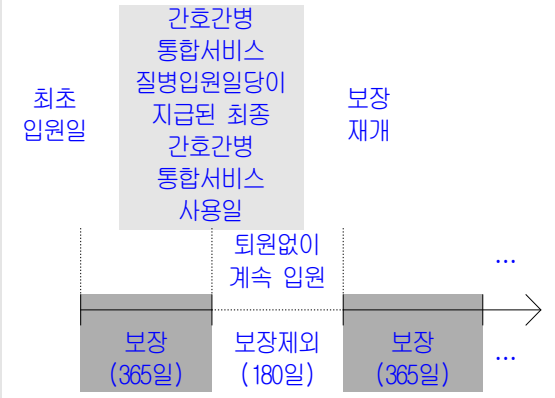 최초
입원일
간호간병
통합서비스
질병입원일당이
지급된 최종
간호간병
통합서비스
사용일
보장
재개
퇴원없이
계속 입원
...
보장
(365일)
보장제외
(180일)
보장
(365일)
...